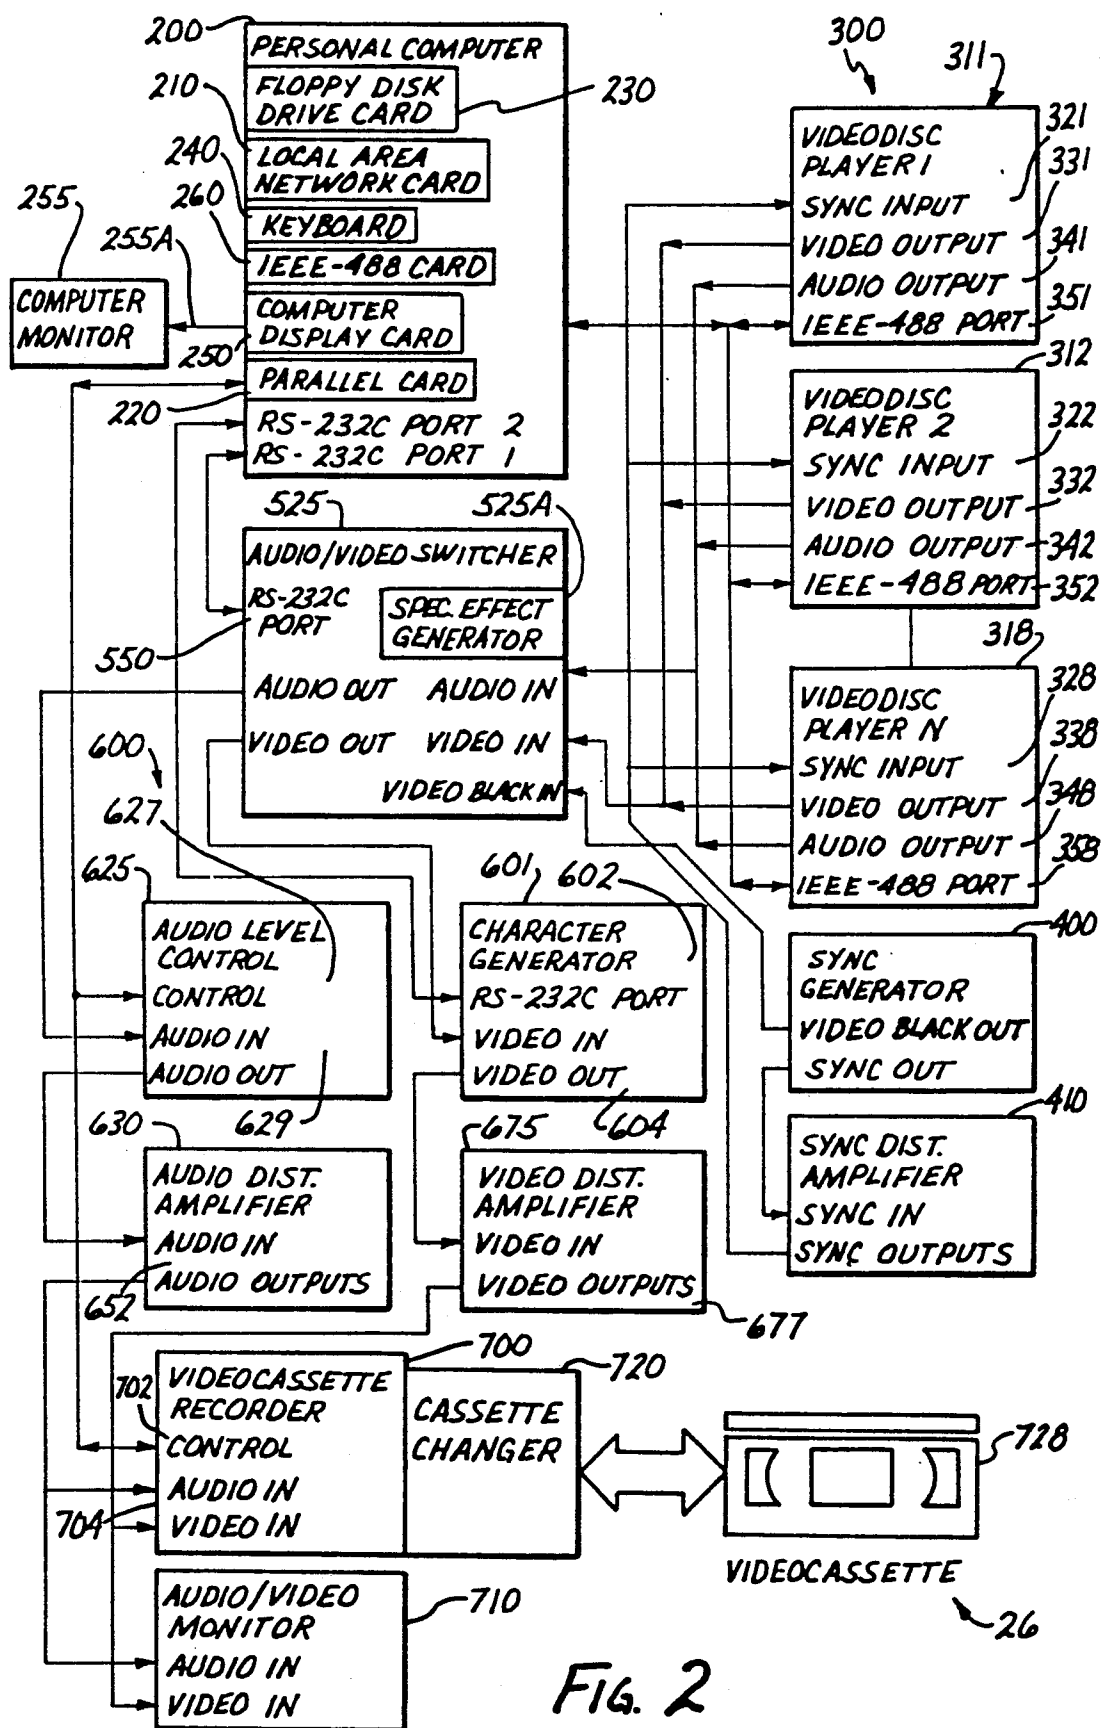 200
PERSONAL COMPUTER
210
FLOPPY DISK
DRIVE CARD
230
240
LOCAL AREA
NETWORK CARD
260
KEYBOARD
255
255A
IEEE-488 CARD
COMPUTER
MONITOR
COMPUTER
DISPLAY CARD
250
PARALLEL CARD
220
RS-232C PORT 2
RS-232C PORT 1
300
311
VIDEODISC
PLAYER 1
321
SYNC INPUT
331
VIDEO OUTPUT
341
AUDIO OUTPUT
351
IEEE-488 PORT
312
VIDEODISC
PLAYER 2
322
SYNC INPUT
332
VIDEO OUTPUT
AUDIO OUTPUT 342
IEEE-488 PORT 352
318
VIDEODISC
PLAYER N
328
SYNC INPUT
338
VIDEO OUTPUT
348
AUDIO OUTPUT
358
IEEE-488 PORT
525
525A
AUDIO/VIDEO SWITCHER
RS-232C
PORT
SPEC. EFFECT
GENERATOR
550
AUDIO OUT
AUDIO IN
VIDEO OUT
VIDEO IN
VIDEO BLACK IN
600
627
625
AUDIO LEVEL
CONTROL
CONTROL
AUDIO IN
AUDIO OUT
629
601
602
CHARACTER
GENERATOR
RS-232C PORT
VIDEO IN
VIDEO OUT
604
400
SYNC
GENERATOR
VIDEO BLACK OUT
SYNC OUT
410
SYNC DIST.
AMPLIFIER
SYNC IN
SYNC OUTPUTS
630
AUDIO DIST.
AMPLIFIER
AUDIO IN
AUDIO OUTPUTS
652
675
VIDEO DIST.
AMPLIFIER
VIDEO IN
VIDEO OUTPUTS
677
700
720
VIDEOCASSETTE
RECORDER
702
CONTROL
AUDIO IN
704
VIDEO IN
CASSETTE
CHANGER
728
VIDEOCASSETTE
26
AUDIO/VIDEO
MONITOR
710
AUDIO IN
VIDEO IN
FIG. 2